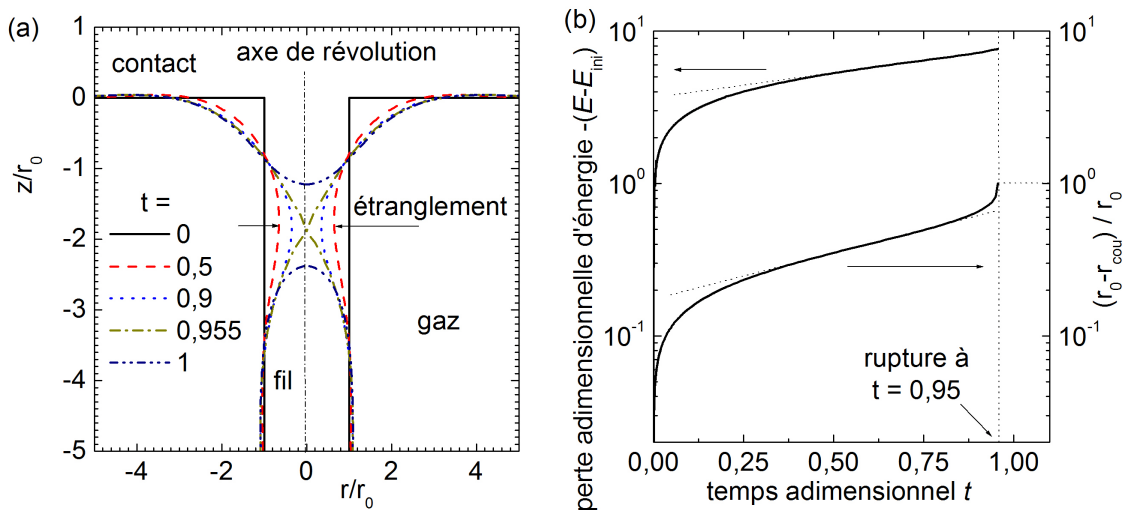 (a)
axe de révolution
contact
1
0
-1
-2
-3
-4
-5
z/r0
t =
0
0,5
0,9
0,955
1
étranglement
gaz
fil
-4
-2
0
2
4
r/r0
(b)
perte adimensionnelle d'énergie -(E-Eini)
10^1
10^0
10^-1
10^1
10^0
10^-1
(r0-rcou) / r0
rupture à
t = 0,95
0,00
0,25
0,50
0,75
1,00
temps adimensionnel t